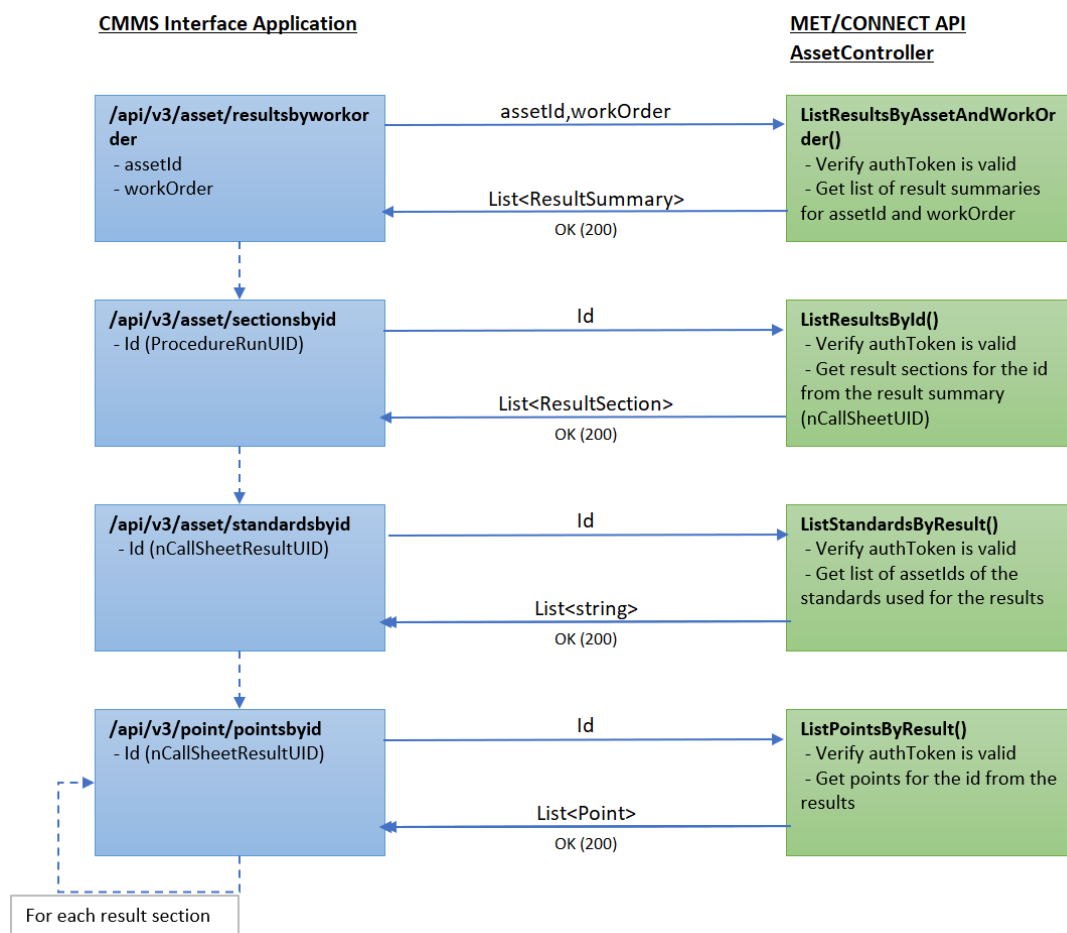 CMMS Interface Application
MET/CONNECT API
AssetController
/api/v3/asset/resultsbyworko
rder
- assetId
- workOrder
assetId,workOrder
List<ResultSummary>
OK (200)
ListResultsByAssetAndWorkOr
der()
- Verify authToken is valid
- Get list of result summaries
for assetId and workOrder
/api/v3/asset/sectionsbyid
- Id (ProcedureRunUID)
Id
List<ResultSection>
OK (200)
ListResultsById()
- Verify authToken is valid
- Get result sections for the id
from the result summary
(nCallSheetUID)
/api/v3/asset/standardsbyid
- Id (nCallSheetResultUID)
Id
List<string>
OK (200)
ListStandardsByResult()
- Verify authToken is valid
- Get list of assetIds of the
standards used for the results
/api/v3/point/pointsbyid
- Id (nCallSheetResultUID)
Id
List<Point>
OK (200)
ListPointsByResult()
- Verify authToken is valid
- Get points for the id from the
results
For each result section